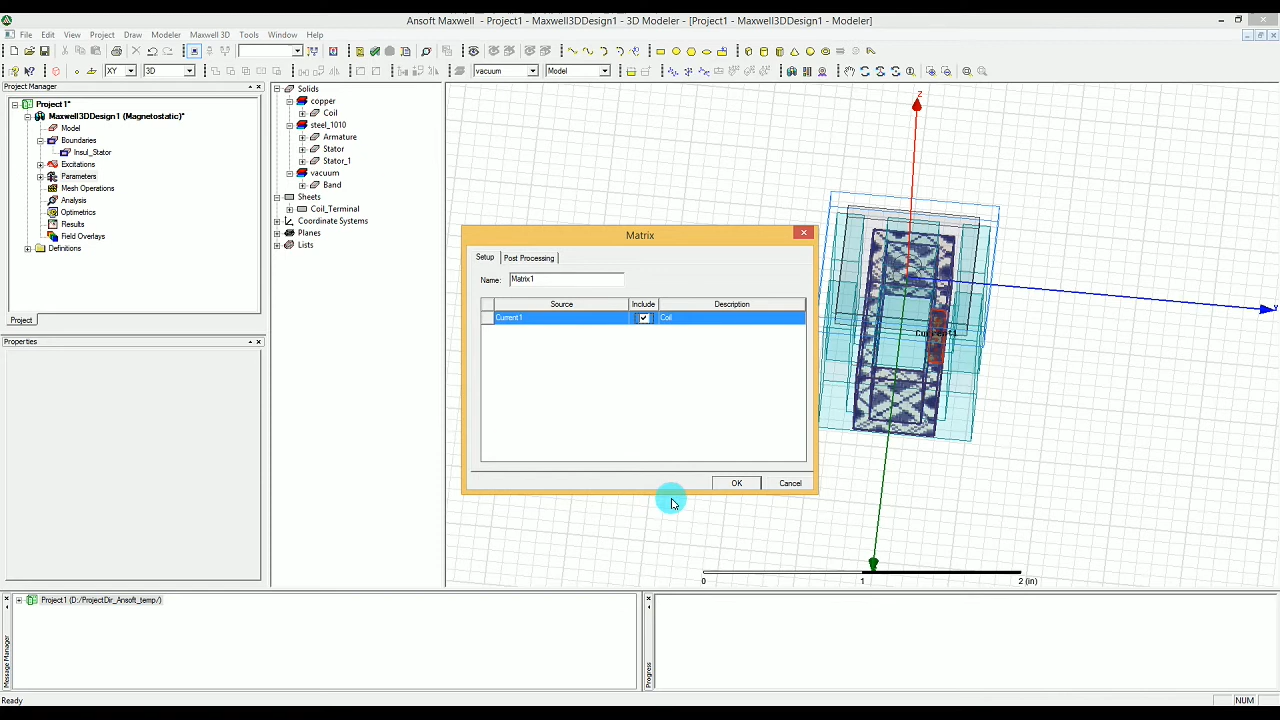 Ansoft Maxwell - Project1 - Maxwell3DDesign1 - 3D Modeler - [Project1 - Maxwell3DDesign1 - Modeler]
File Edit View Project Draw Modeler Maxwell 3D Tools Window Help
XY 3D vacuum Model
Project Manager
Project1*
Maxwell3DDesign1 (Magnetostatic)*
Model
Boundaries
Insul_Stator
Excitations
Parameters
Mesh Operations
Analysis
Optimetrics
Results
Field Overlays
Definitions
Project
Properties
Solids
copper
Coil
steel_1010
Armature
Stator
Stator_1
vacuum
Band
Sheets
Coil_Terminal
Coordinate Systems
Planes
Lists
Matrix
Setup Post Processing
Name: Matrix1
Source Include Description
Current1 Coil
OK Cancel
Z
0 1 2 (in)
Project1 (D:/ProjectDir_Ansoft_temp/)
Message Manager
Progress
Ready
NUM